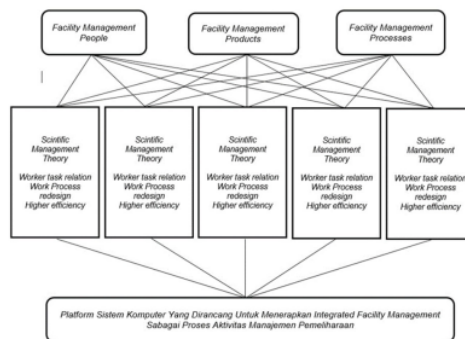 Facility Management
People
Facility Management
Products
Facility Management
Processes
Scintific
Management
Theory
Worker task relation
Work Process
redesign
Higher efficiency
Scintific
Management
Theory
Worker task relation
Work Process
redesign
Higher efficiency
Scintific
Management
Theory
Worker task relation
Work Process
redesign
Higher efficiency
Scintific
Management
Theory
Worker task relation
Work Process
redesign
Higher efficiency
Scintific
Management
Theory
Worker task relation
Work Process
redesign
Higher efficiency
Platform Sistem Komputer Yang Dirancang Untuk Menerapkan Integrated Facility Management
Sabagai Proses Aktivitas Manajemen Pemeliharaan